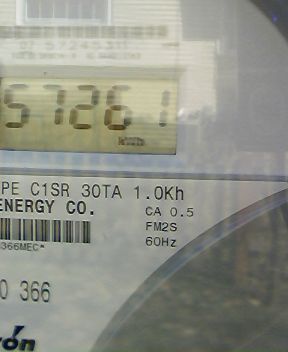 57261
kWh
PE C1SR 30TA 1.0Kh
ENERGY CO.
CA 0.5
FM2S
60Hz
366MEC*
0 366
ron